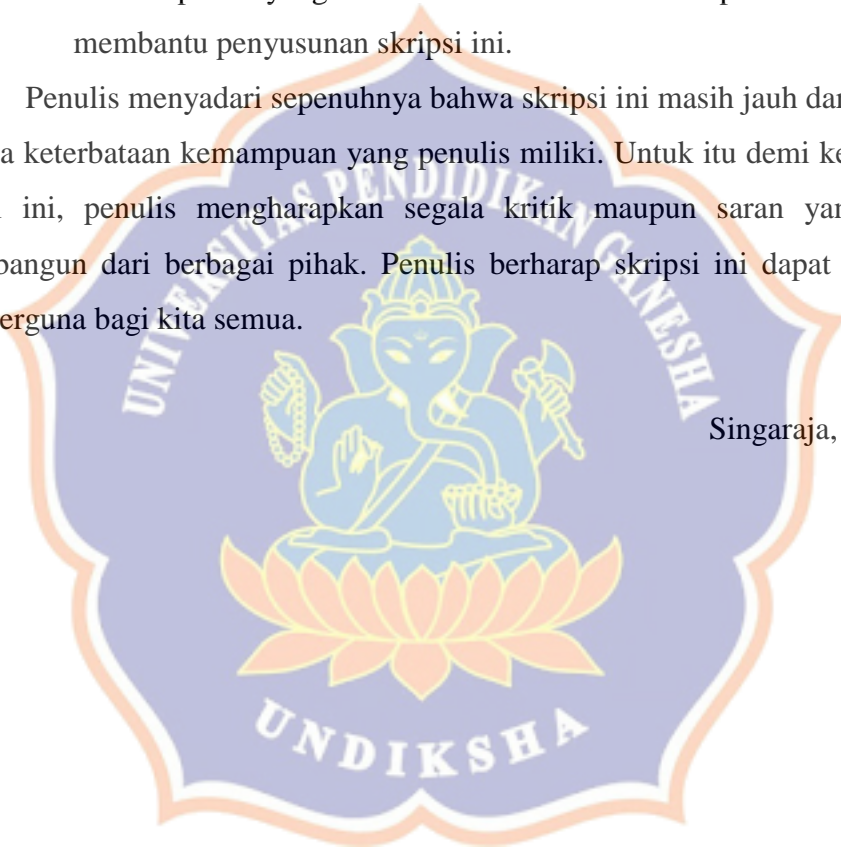 membantu penyusunan skripsi ini.
Penulis menyadari sepenuhnya bahwa skripsi ini masih jauh dar
a keterbataan kemampuan yang penulis miliki. Untuk itu demi ke
ini, penulis mengharapkan segala kritik maupun saran yan
bangun dari berbagai pihak. Penulis berharap skripsi ini dapat
erguna bagi kita semua.
Singaraja,
UNIVERSITAS PENDIDIKAN GANESHA
UNDIKSHA